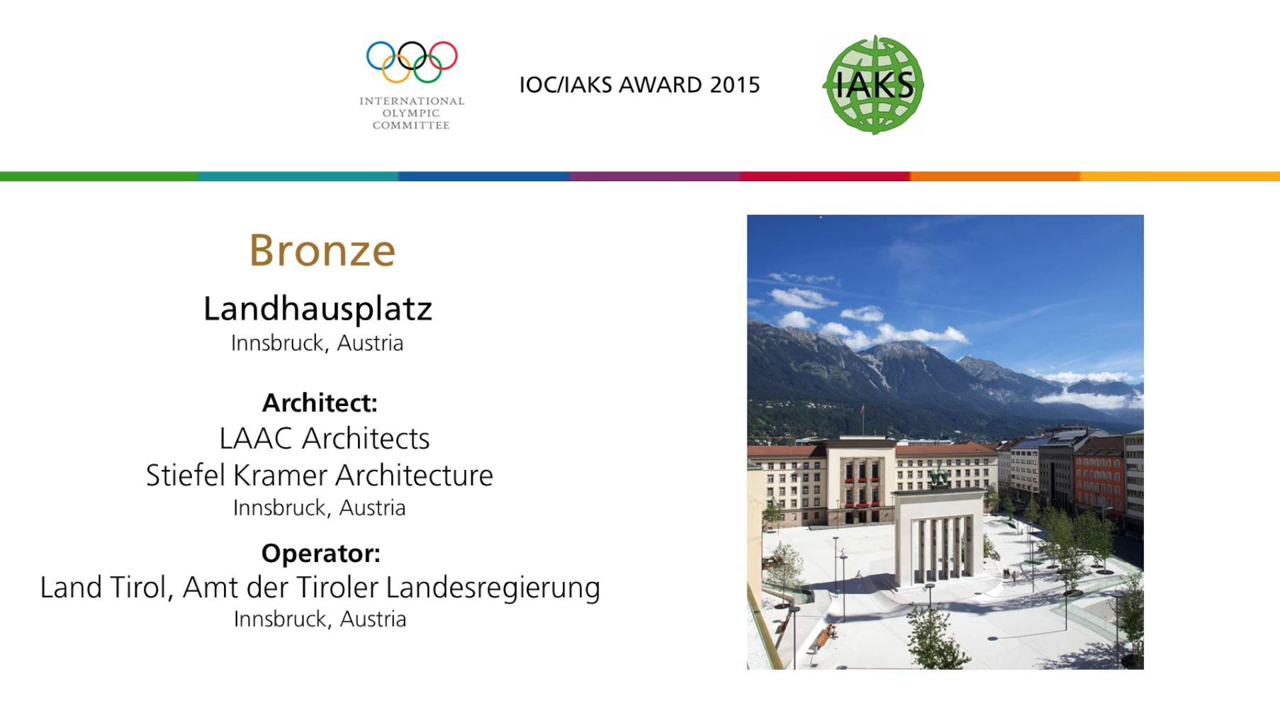 INTERNATIONAL
OLYMPIC
COMMITTEE
IOC/IAKS AWARD 2015
IAKS
Bronze
Landhausplatz
Innsbruck, Austria
Architect:
LAAC Architects
Stiefel Kramer Architecture
Innsbruck, Austria
Operator:
Land Tirol, Amt der Tiroler Landesregierung
Innsbruck, Austria